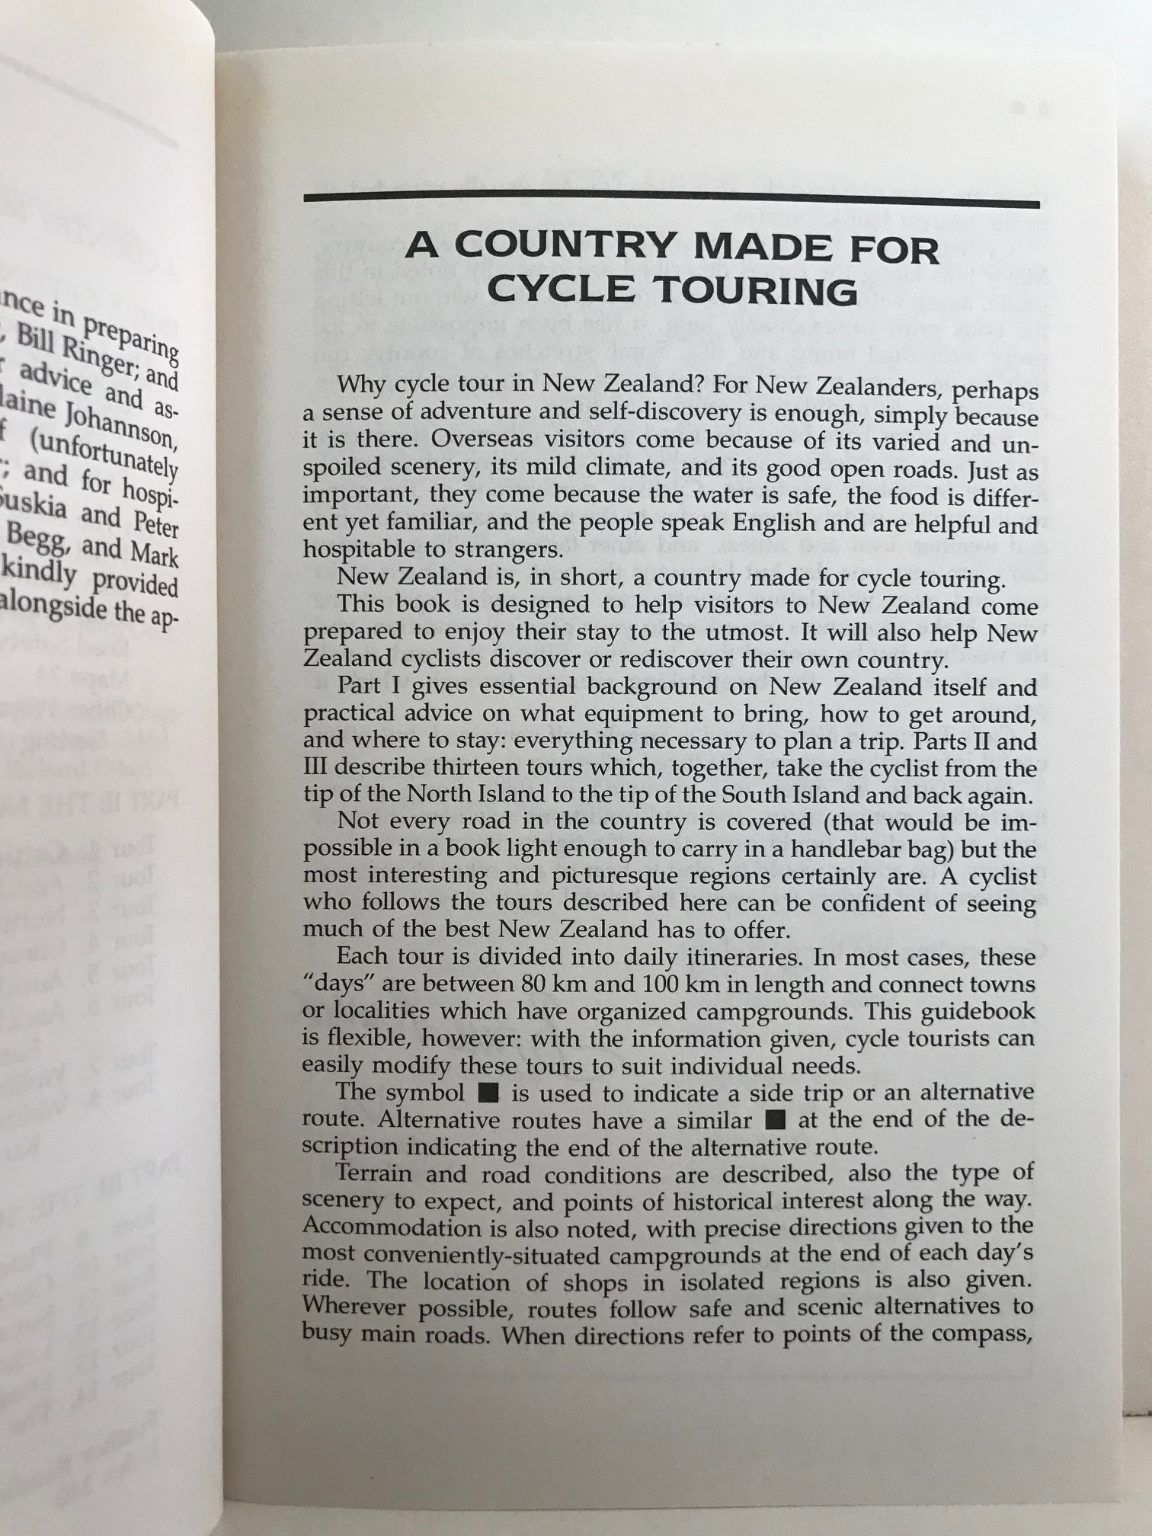 nce in preparing
Bill Ringer; and
advice and as-
laine Johannson,
(unfortunately
; and for hospi-
Suskia and Peter
Begg, and Mark
kindly provided
alongside the ap-
A COUNTRY MADE FOR
CYCLE TOURING
Why cycle tour in New Zealand? For New Zealanders, perhaps
a sense of adventure and self-discovery is enough, simply because
it is there. Overseas visitors come because of its varied and un-
spoiled scenery, its mild climate, and its good open roads. Just as
important, they come because the water is safe, the food is differ-
ent yet familiar, and the people speak English and are helpful and
hospitable to strangers.
New Zealand is, in short, a country made for cycle touring.
This book is designed to help visitors to New Zealand come
prepared to enjoy their stay to the utmost. It will also help New
Zealand cyclists discover or rediscover their own country.
Part I gives essential background on New Zealand itself and
practical advice on what equipment to bring, how to get around,
and where to stay: everything necessary to plan a trip. Parts II and
III describe thirteen tours which, together, take the cyclist from the
tip of the North Island to the tip of the South Island and back again.
Not every road in the country is covered (that would be im-
possible in a book light enough to carry in a handlebar bag) but the
most interesting and picturesque regions certainly are. A cyclist
who follows the tours described here can be confident of seeing
much of the best New Zealand has to offer.
Each tour is divided into daily itineraries. In most cases, these
“days” are between 80 km and 100 km in length and connect towns
or localities which have organized campgrounds. This guidebook
is flexible, however: with the information given, cycle tourists can
easily modify these tours to suit individual needs.
The symbol ■ is used to indicate a side trip or an alternative
route. Alternative routes have a similar ■ at the end of the de-
scription indicating the end of the alternative route.
Terrain and road conditions are described, also the type of
scenery to expect, and points of historical interest along the way.
Accommodation is also noted, with precise directions given to the
most conveniently-situated campgrounds at the end of each day's
ride. The location of shops in isolated regions is also given.
Wherever possible, routes follow safe and scenic alternatives to
busy main roads. When directions refer to points of the compass,